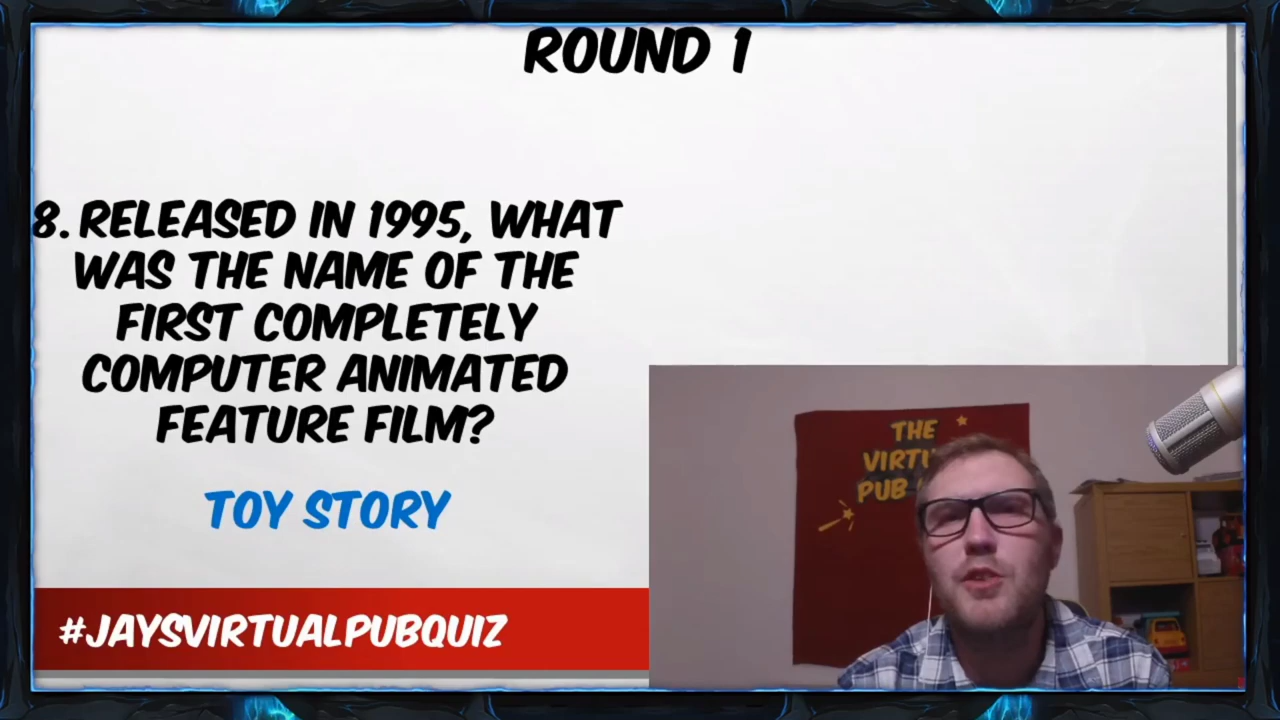 ROUND 1
8. RELEASED IN 1995, WHAT
WAS THE NAME OF THE
FIRST COMPLETELY
COMPUTER ANIMATED
FEATURE FILM?
TOY STORY
#JAYSVIRTUALPUBQUIZ
THE
PUB